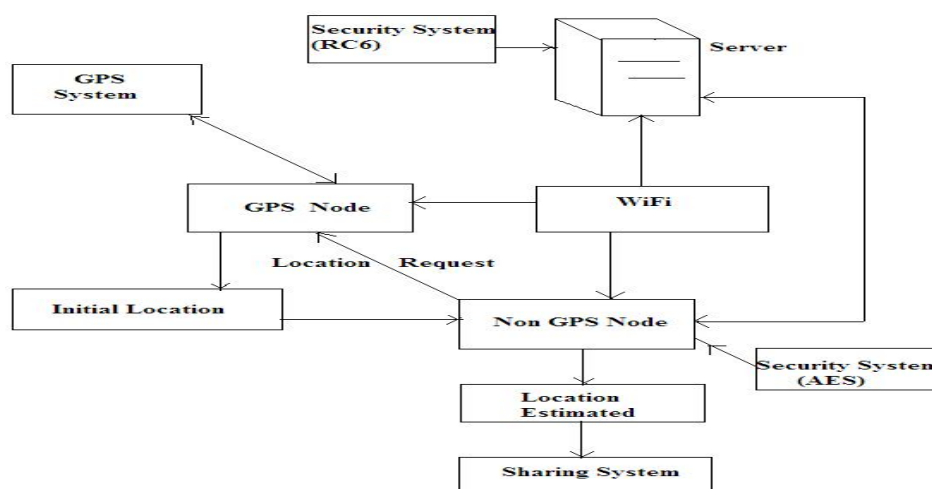 Security System
(RC6)
Server
GPS
System
GPS Node
WiFi
Location Request
Initial Location
Non GPS Node
Security System
(AES)
Location
Estimated
Sharing System